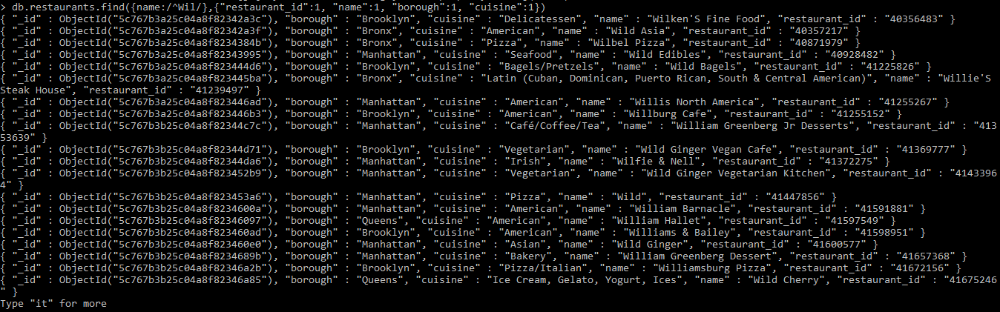 > db.restaurants.find({name:/^Wil/},{"restaurant_id":1, "name":1, "borough":1, "cuisine":1})
{ "_id" : ObjectId("5c767b3a25c04a8f82342a3c"), "borough" : "Brooklyn", "cuisine" : "Delicatessen", "name" : "Wilken'S Fine Food", "restaurant_id" : "40356483" }
{ "_id" : ObjectId("5c767b3a25c04a8f82342a3f"), "borough" : "Bronx", "cuisine" : "American", "name" : "Wild Asia", "restaurant_id" : "40357217" }
{ "_id" : ObjectId("5c767b3a25c04a8f8234384b"), "borough" : "Bronx", "cuisine" : "Pizza", "name" : "Wilbel Pizza", "restaurant_id" : "40871979" }
{ "_id" : ObjectId("5c767b3a25c04a8f82343995"), "borough" : "Manhattan", "cuisine" : "Seafood", "name" : "Wild Edibles", "restaurant_id" : "40928482" }
{ "_id" : ObjectId("5c767b3a25c04a8f823444d6"), "borough" : "Brooklyn", "cuisine" : "Bagels/Pretzels", "name" : "Wild Bagels", "restaurant_id" : "41225826" }
{ "_id" : ObjectId("5c767b3a25c04a8f823445ba"), "borough" : "Bronx", "cuisine" : "Latin (Cuban, Dominican, Puerto Rican, South & Central American)", "name" : "Willie'S
Steak House", "restaurant_id" : "41239497" }
{ "_id" : ObjectId("5c767b3a25c04a8f823446ad"), "borough" : "Manhattan", "cuisine" : "American", "name" : "Willis North America", "restaurant_id" : "41255267" }
{ "_id" : ObjectId("5c767b3a25c04a8f823446b3"), "borough" : "Brooklyn", "cuisine" : "American", "name" : "Willburg Cafe", "restaurant_id" : "41255152" }
{ "_id" : ObjectId("5c767b3b25c04a8f82344c7c"), "borough" : "Manhattan", "cuisine" : "Café/Coffee/Tea", "name" : "William Greenberg Jr Desserts", "restaurant_id" : "413
53639" }
{ "_id" : ObjectId("5c767b3b25c04a8f82344d71"), "borough" : "Brooklyn", "cuisine" : "Vegetarian", "name" : "Wild Ginger Vegan Cafe", "restaurant_id" : "41369777" }
{ "_id" : ObjectId("5c767b3b25c04a8f82344da6"), "borough" : "Manhattan", "cuisine" : "Irish", "name" : "Wilfie & Nell", "restaurant_id" : "41372275" }
{ "_id" : ObjectId("5c767b3b25c04a8f823452b9"), "borough" : "Manhattan", "cuisine" : "Vegetarian", "name" : "Wild Ginger Vegetarian Kitchen", "restaurant_id" : "4143396
4" }
{ "_id" : ObjectId("5c767b3b25c04a8f823453a6"), "borough" : "Manhattan", "cuisine" : "Pizza", "name" : "Wild", "restaurant_id" : "41447856" }
{ "_id" : ObjectId("5c767b3b25c04a8f8234600a"), "borough" : "Manhattan", "cuisine" : "American", "name" : "William Barnacle", "restaurant_id" : "41591881" }
{ "_id" : ObjectId("5c767b3b25c04a8f82346097"), "borough" : "Queens", "cuisine" : "American", "name" : "William Hallet", "restaurant_id" : "41597549" }
{ "_id" : ObjectId("5c767b3b25c04a8f823460ad"), "borough" : "Brooklyn", "cuisine" : "American", "name" : "Williams & Bailey", "restaurant_id" : "41598951" }
{ "_id" : ObjectId("5c767b3b25c04a8f823460e0"), "borough" : "Manhattan", "cuisine" : "Asian", "name" : "Wild Ginger", "restaurant_id" : "41600577" }
{ "_id" : ObjectId("5c767b3b25c04a8f8234689b"), "borough" : "Manhattan", "cuisine" : "Bakery", "name" : "William Greenberg Dessert", "restaurant_id" : "41657368" }
{ "_id" : ObjectId("5c767b3b25c04a8f82346a2b"), "borough" : "Brooklyn", "cuisine" : "Pizza/Italian", "name" : "Williamsburg Pizza", "restaurant_id" : "41672156" }
{ "_id" : ObjectId("5c767b3b25c04a8f82346a85"), "borough" : "Queens", "cuisine" : "Ice Cream, Gelato, Yogurt, Ices", "name" : "Wild Cherry", "restaurant_id" : "41675246
" }
Type "it" for more